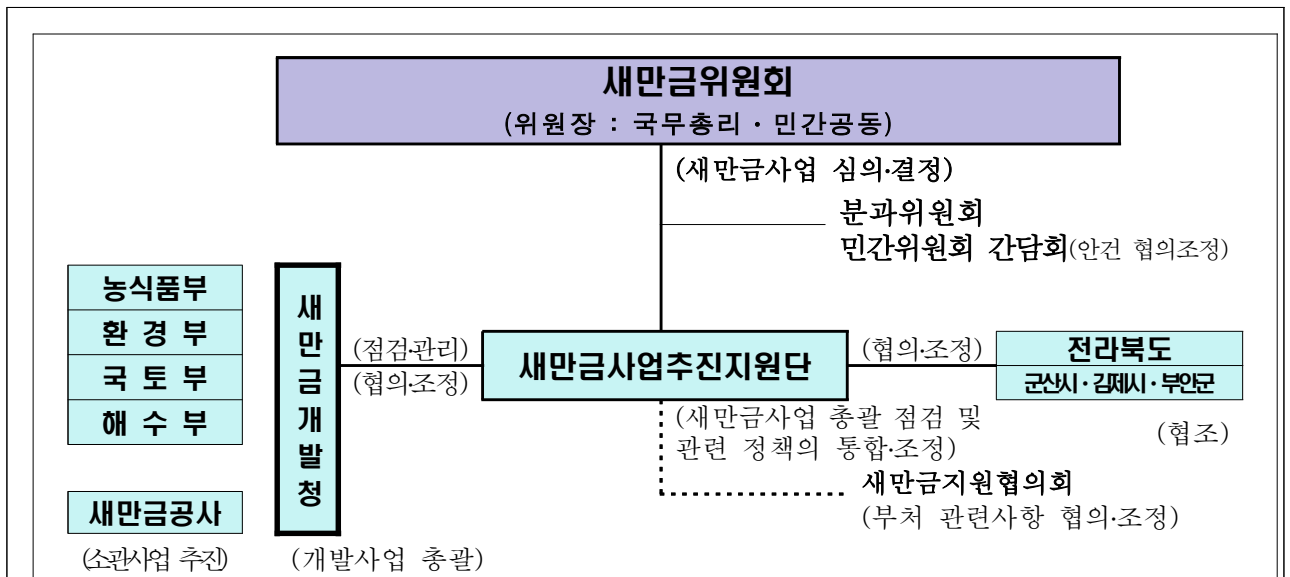 새만금위원회
(위원장 : 국무총리 · 민간공동)
(새만금사업 심의·결정)
분과위원회
민간위원회 간담회(안건 협의조정)
농식품부
환 경 부
국 토 부
해 수 부
새만금공사
(소관사업 추진)
새
만
금
개
발
청
(개발사업 총괄)
(점검·관리)
(협의·조정)
새만금사업추진지원단
(새만금사업 총괄 점검 및
관련 정책의 통합·조정)
새만금지원협의회
(부처 관련사항 협의·조정)
(협의·조정)
전라북도
군산시 · 김제시 · 부안군
(협조)